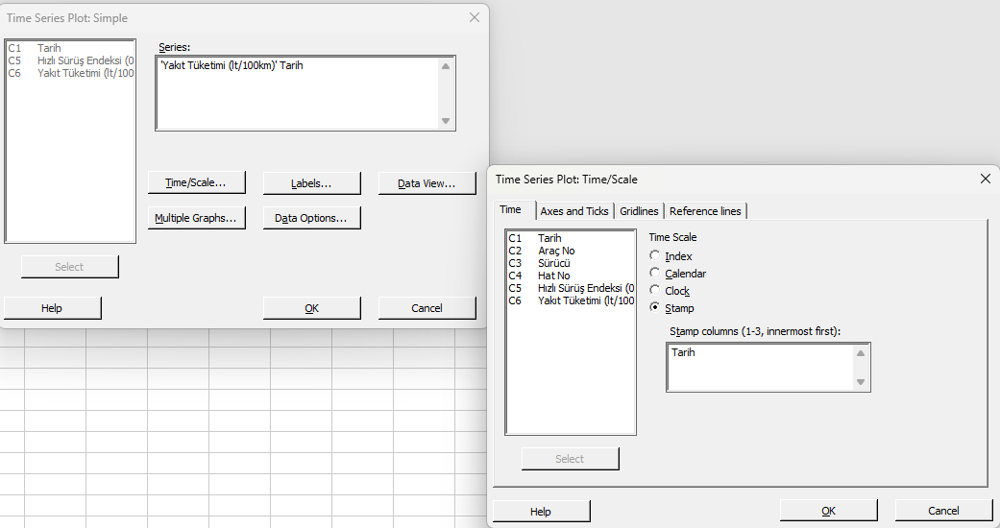 Time Series Plot: Simple
C1 Tarih
C5 Hızlı Sürüş Endeksi (0
C6 Yakıt Tüketimi (lt/100
Series:
'Yakıt Tüketimi (lt/100km)' Tarih
Time/Scale...
Labels...
Data View...
Multiple Graphs...
Data Options...
Select
Help
OK
Cancel
Time Series Plot: Time/Scale
Time
Axes and Ticks
Gridlines
Reference lines
C1 Tarih
C2 Araç No
C3 Sürücü
C4 Hat No
C5 Hızlı Sürüş Endeksi (0
C6 Yakıt Tüketimi (lt/100
Time Scale
Index
Calendar
Clock
Stamp
Stamp columns (1-3, innermost first):
Tarih
Select
Help
OK
Cancel